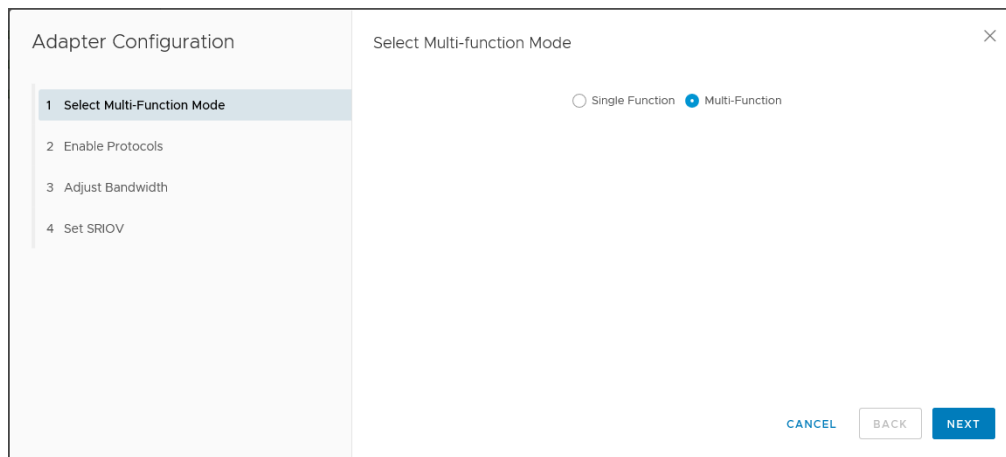 Adapter Configuration
1 Select Multi-Function Mode
2 Enable Protocols
3 Adjust Bandwidth
4 Set SRIOV
Select Multi-function Mode
Single Function Multi-Function
CANCEL BACK NEXT